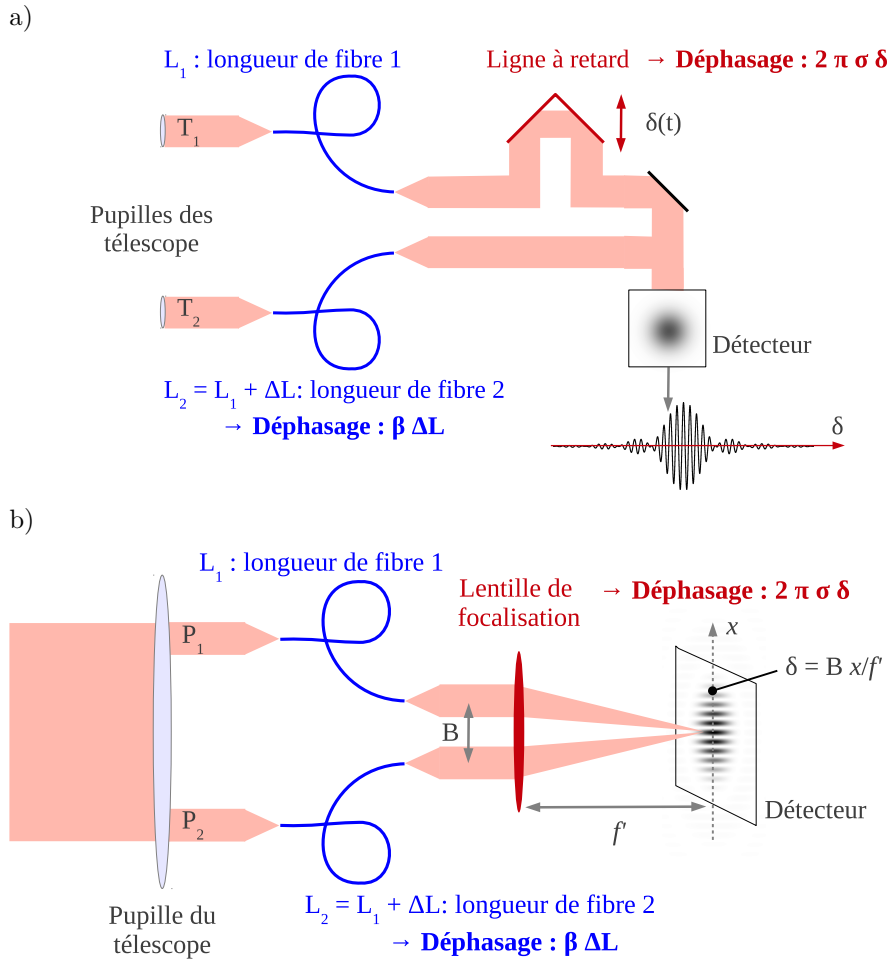 a)
L₁ : longueur de fibre 1
Ligne à retard → Déphasage : 2 π σ δ
T₁
δ(t)
Pupilles des
télescope
T₂
Détecteur
L₂ = L₁ + ΔL: longueur de fibre 2
→ Déphasage : β ΔL
δ
b)
L₁ : longueur de fibre 1
Lentille de
focalisation
→ Déphasage : 2 π σ δ
P₁
x
δ = B x/f'
B
P₂
Détecteur
f'
L₂ = L₁ + ΔL: longueur de fibre 2
→ Déphasage : β ΔL
Pupille du
télescope